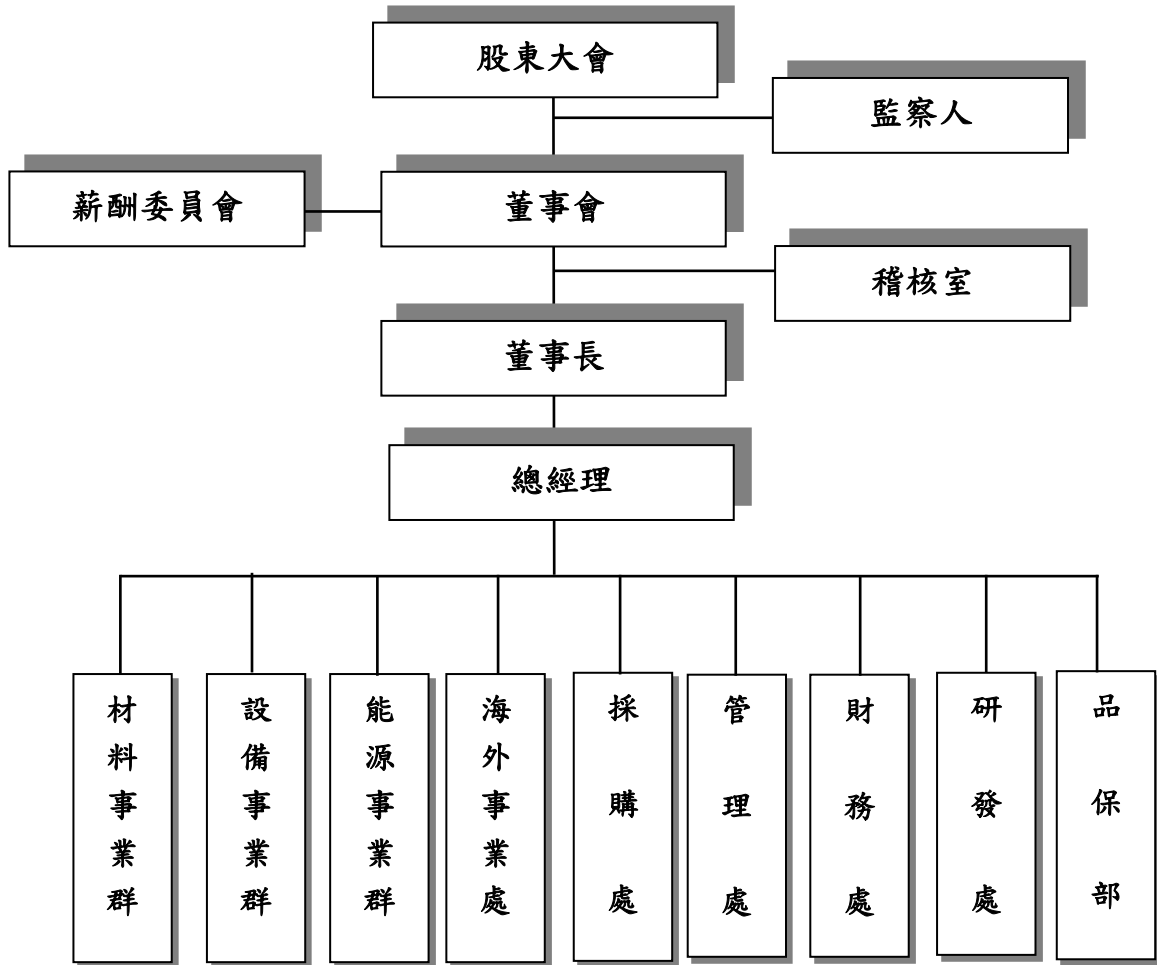 股東大會
監察人
薪酬委員會
董事會
稽核室
董事長
總經理
材料事業群
設備事業群
能源事業群
海外事業處
採購處
管理處
財務處
研發處
品保部